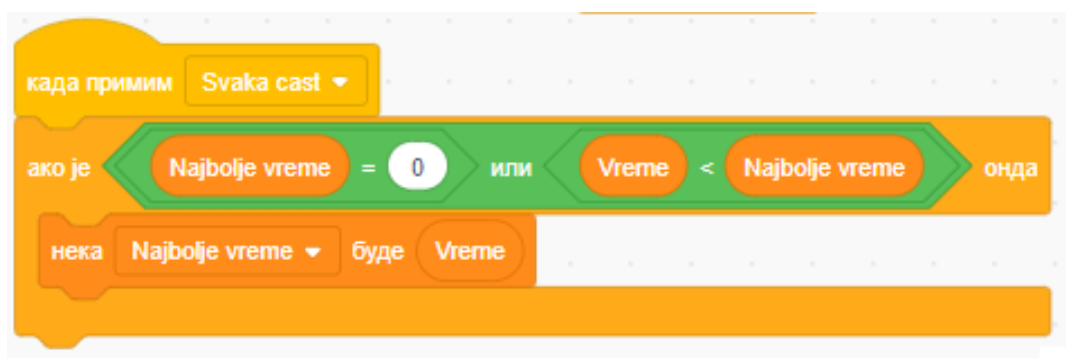 када примим Svaka cast
ако је Najbolje vreme = 0 или Vreme < Najbolje vreme онда
нека Najbolje vreme буде Vreme